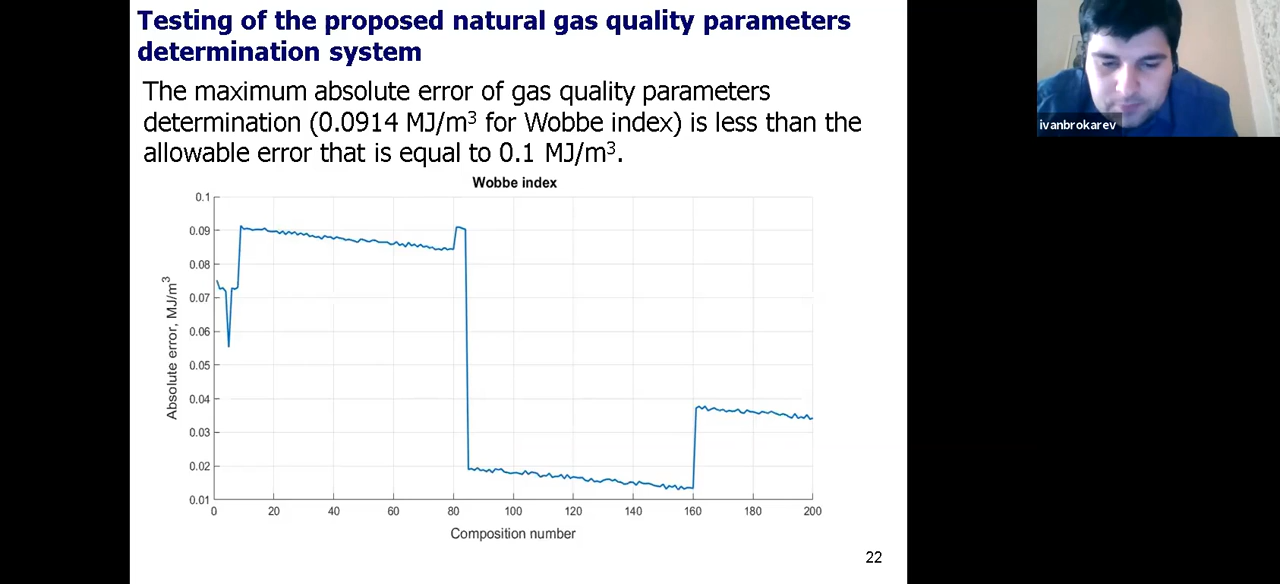 Testing of the proposed natural gas quality parameters
determination system
The maximum absolute error of gas quality parameters
determination (0.0914 MJ/m³ for Wobbe index) is less than the
allowable error that is equal to 0.1 MJ/m³.
ivanbrokarev
Wobbe index
0.1
0.09
0.08
0.07
0.06
0.05
0.04
0.03
0.02
0.01
Absolute error, MJ/m³
0 20 40 60 80 100 120 140 160 180 200
Composition number
22